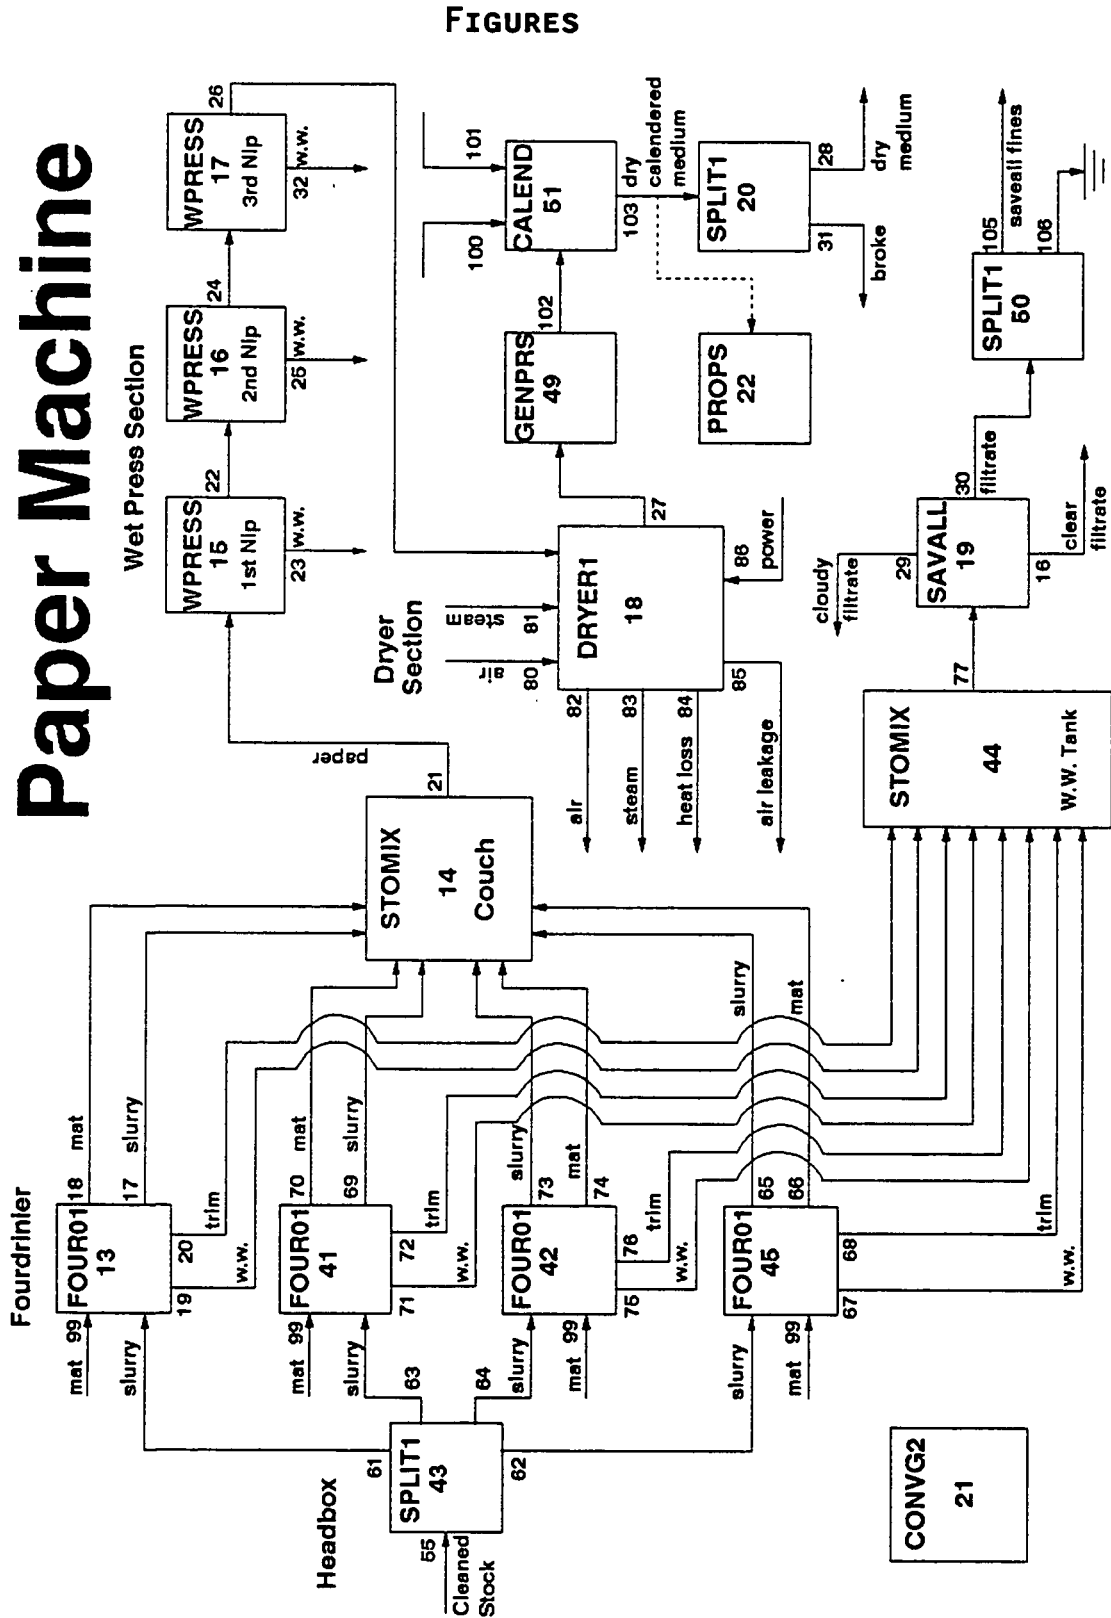 FIGURES
Paper Machine
Wet Press Section
WPRESS
15
1st Nip
22
23
w.w.
WPRESS
16
2nd Nip
24
25
w.w.
WPRESS
17
3rd Nip
26
32
w.w.
Fourdrinier
mat 99
slurry
FOUR01
13
18 mat
17 slurry
20
trim
19
w.w.
mat 99
slurry
63
FOUR01
41
70 mat
69 slurry
72
trim
71
w.w.
64
slurry
mat 99
FOUR01
42
73
slurry
74
mat
76
trim
75
w.w.
slurry
mat 99
FOUR01
45
65
slurry
66
mat
68
trim
67
w.w.
Headbox
55
Cleaned
Stock
61
SPLIT1
43
62
STOMIX
14
Couch
21
paper
Dryer
Section
air
80
steam
81
DRYER1
18
82
air
83
steam
84
heat loss
85
air leakage
86
power
27
GENPRS
49
102
100
101
CALEND
51
103
dry
calendered
medium
PROPS
22
SPLIT1
20
31
broke
28
dry
medium
STOMIX
44
W.W. Tank
77
SAVALL
19
29
cloudy
filtrate
16
clear
filtrate
30
filtrate
SPLIT1
50
105
saveall fines
106
CONVG2
21